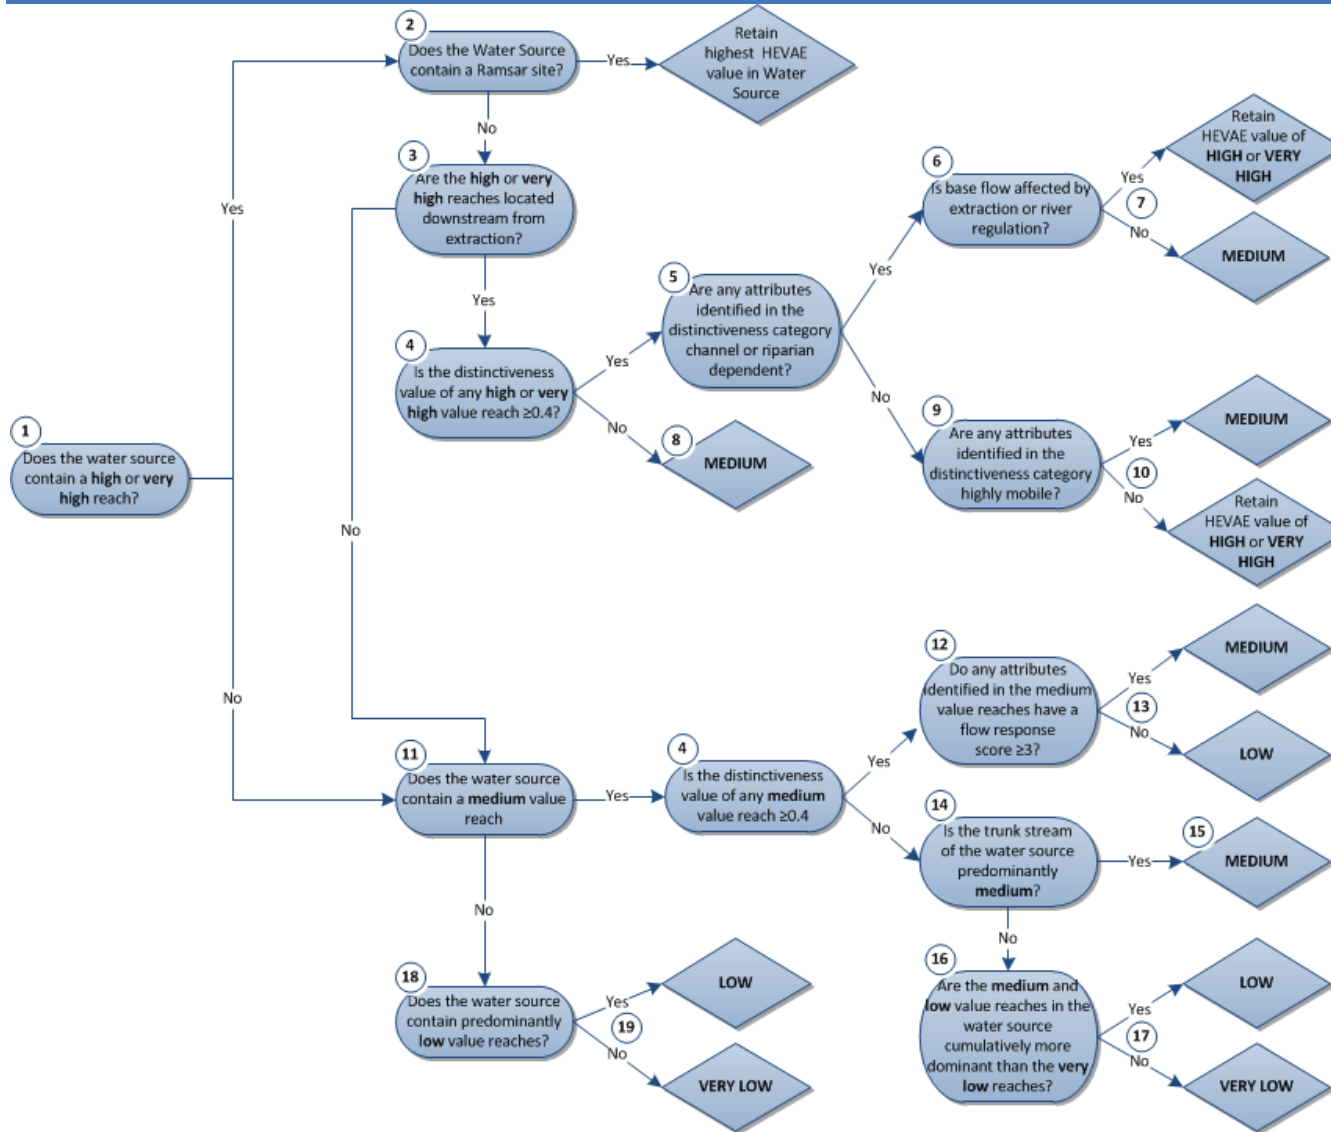 2
Does the Water Source
contain a Ramsar site?
Yes
Retain
highest HEVAE
value in Water
Source
No
3
Are the high or very
high reaches located
downstream from
extraction?
Yes
No
4
Is the distinctiveness
value of any high or very
high value reach ≥0.4?
Yes
No
5
Are any attributes
identified in the
distinctiveness category
channel or riparian
dependent?
Yes
No
6
Is base flow affected by
extraction or river
regulation?
Yes
7
No
Retain
HEVAE value of
HIGH or VERY
HIGH
MEDIUM
8
MEDIUM
9
Are any attributes
identified in the
distinctiveness category
highly mobile?
Yes
10
No
MEDIUM
Retain
HEVAE value of
HIGH or VERY
HIGH
1
Does the water source
contain a high or very
high reach?
Yes
No
11
Does the water source
contain a medium value
reach
Yes
No
4
Is the distinctiveness
value of any medium
value reach ≥0.4
Yes
No
12
Do any attributes
identified in the medium
value reaches have a
flow response
score ≥3?
Yes
13
No
MEDIUM
LOW
14
Is the trunk stream
of the water source
predominantly
medium?
Yes
15
MEDIUM
No
16
Are the medium and
low value reaches in the
water source
cumulatively more
dominant than the very
low reaches?
Yes
17
No
LOW
VERY LOW
18
Does the water source
contain predominantly
low value reaches?
Yes
19
No
LOW
VERY LOW